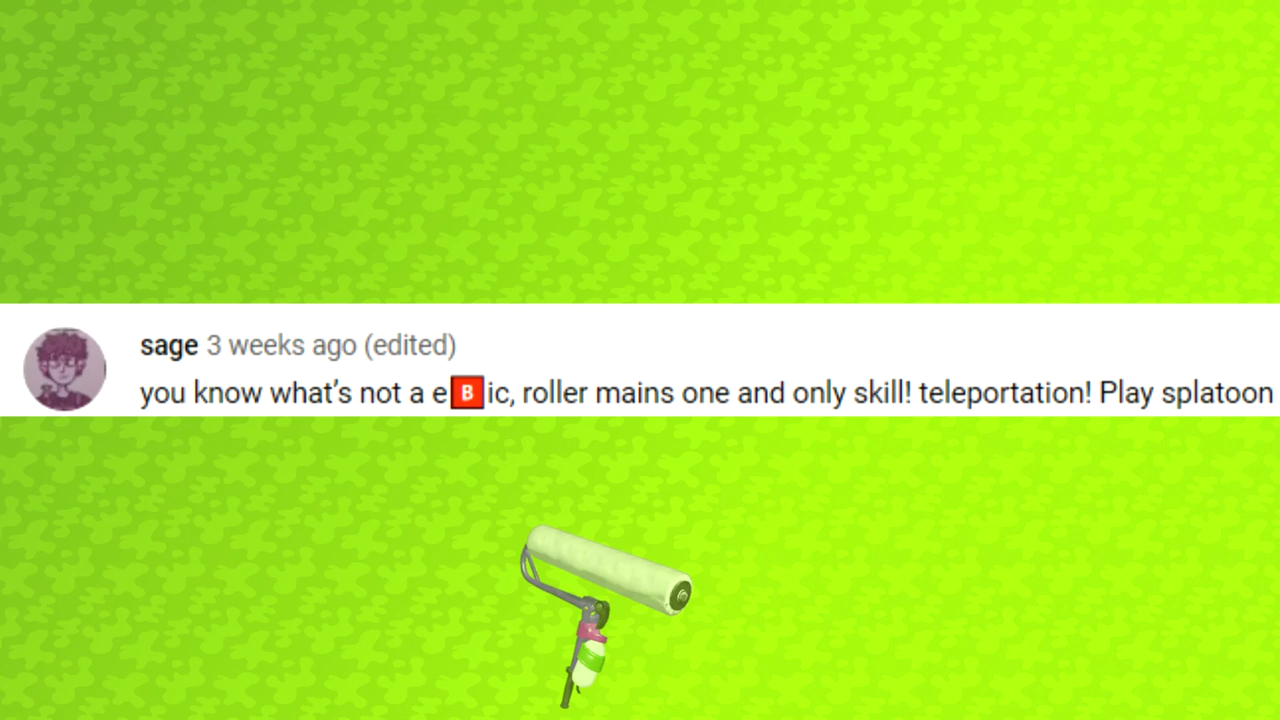 sage 3 weeks ago (edited)
you know what’s not a e🅱ic, roller mains one and only skill! teleportation! Play splatoon